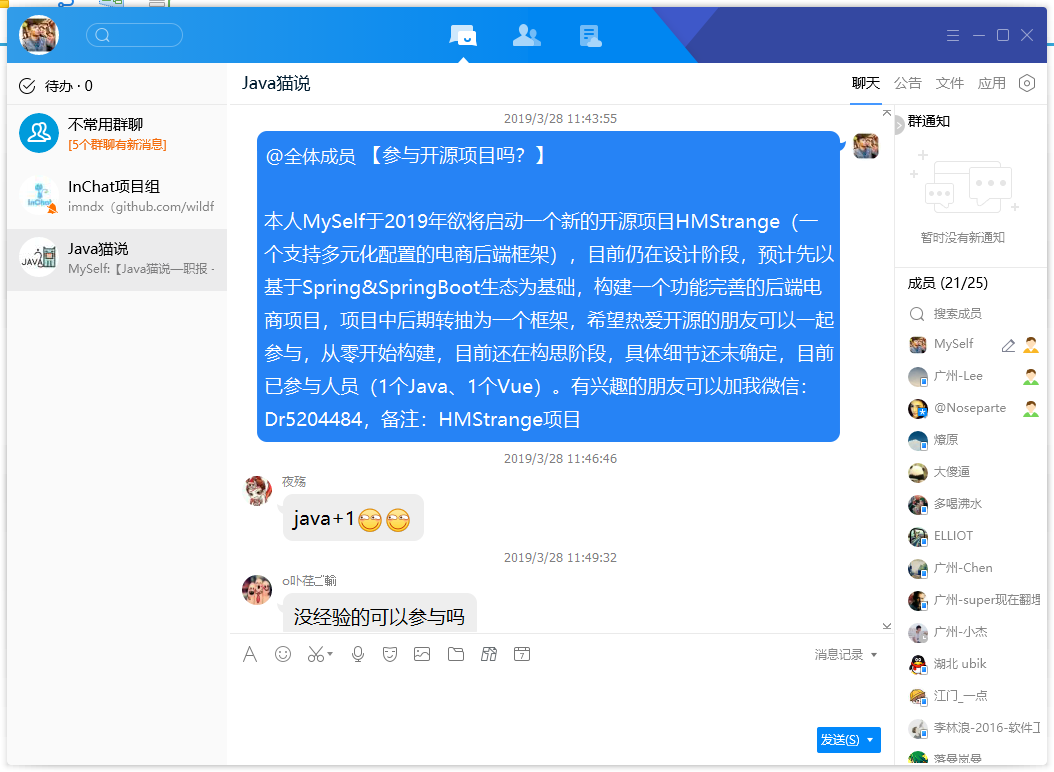 待办 · 0
不常用群聊
[5个群聊有新消息]
InChat项目组
imndx（github.com/wildf
Java猫说
MySelf:【Java猫说—职报 -
Java猫说
聊天 公告 文件 应用
2019/3/28 11:43:55
@全体成员 【参与开源项目吗？】
本人MySelf于2019年欲将启动一个新的开源项目HMStrange（一
个支持多元化配置的电商后端框架），目前仍在设计阶段，预计先以
基于Spring&SpringBoot生态为基础，构建一个功能完善的后端电
商项目，项目中后期转抽为一个框架，希望热爱开源的朋友可以一起
参与，从零开始构建，目前还在构思阶段，具体细节还未确定，目前
已参与人员（1个Java、1个Vue）。有兴趣的朋友可以加我微信：
Dr5204484，备注：HMStrange项目
2019/3/28 11:46:46
夜殇
java+1
2019/3/28 11:49:32
没经验的可以参与吗
消息记录
发送(S)
群通知
暂时没有新通知
成员 (21/25)
搜索成员
MySelf
广州-Lee
@Noseparte
燎原
大傻逼
多喝沸水
ELLIOT
广州-Chen
广州-super现在翻埋
广州-小杰
湖北 ubik
江门_一点
李林浪-2016-软件工
落曼岚曼